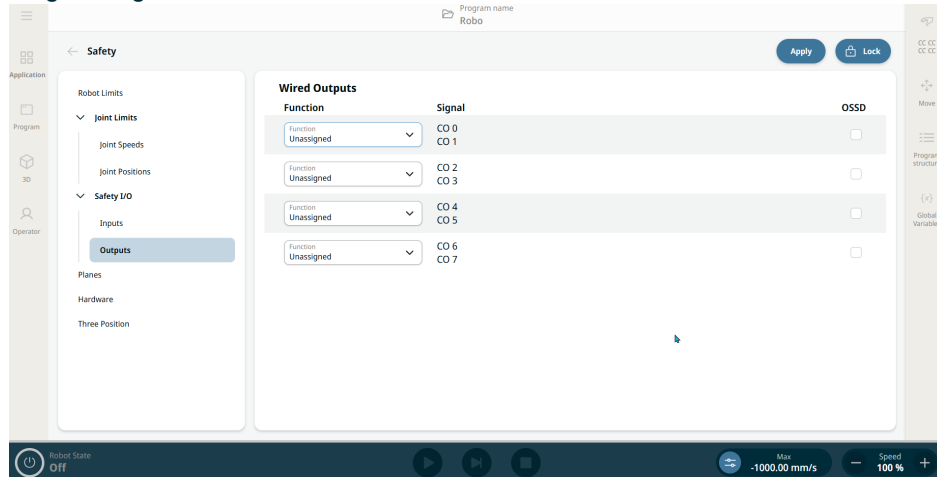 Program name
Robo
Application
Program
3D
Operator
Safety
Apply
Lock
Robot Limits
Joint Limits
Joint Speeds
Joint Positions
Safety I/O
Inputs
Outputs
Planes
Hardware
Three Position
Wired Outputs
Function
Signal
OSSD
Function
Unassigned
CO 0
CO 1
Function
Unassigned
CO 2
CO 3
Function
Unassigned
CO 4
CO 5
Function
Unassigned
CO 6
CO 7
CC CC
CC CC
Move
Program
structur
{x}
Global
Variable
Robot State
Off
Max
-1000.00 mm/s
Speed
100 %